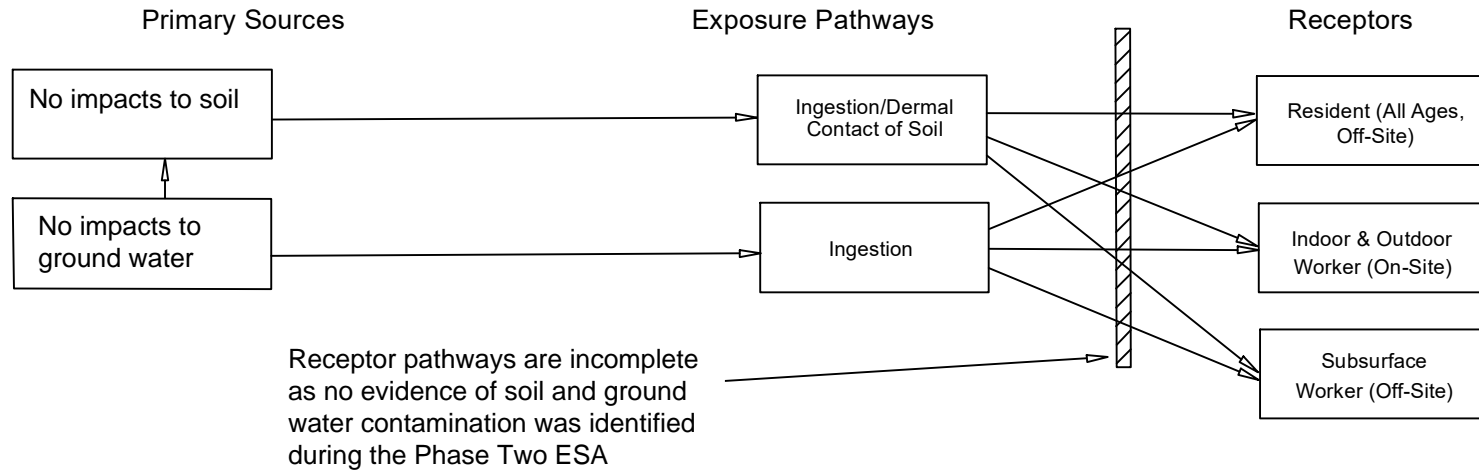 Primary Sources
Exposure Pathways
Receptors
No impacts to soil
Ingestion/Dermal
Contact of Soil
Resident (All Ages,
Off-Site)
No impacts to
ground water
Ingestion
Indoor & Outdoor
Worker (On-Site)
Receptor pathways are incomplete
as no evidence of soil and ground
water contamination was identified
during the Phase Two ESA
Subsurface
Worker (Off-Site)